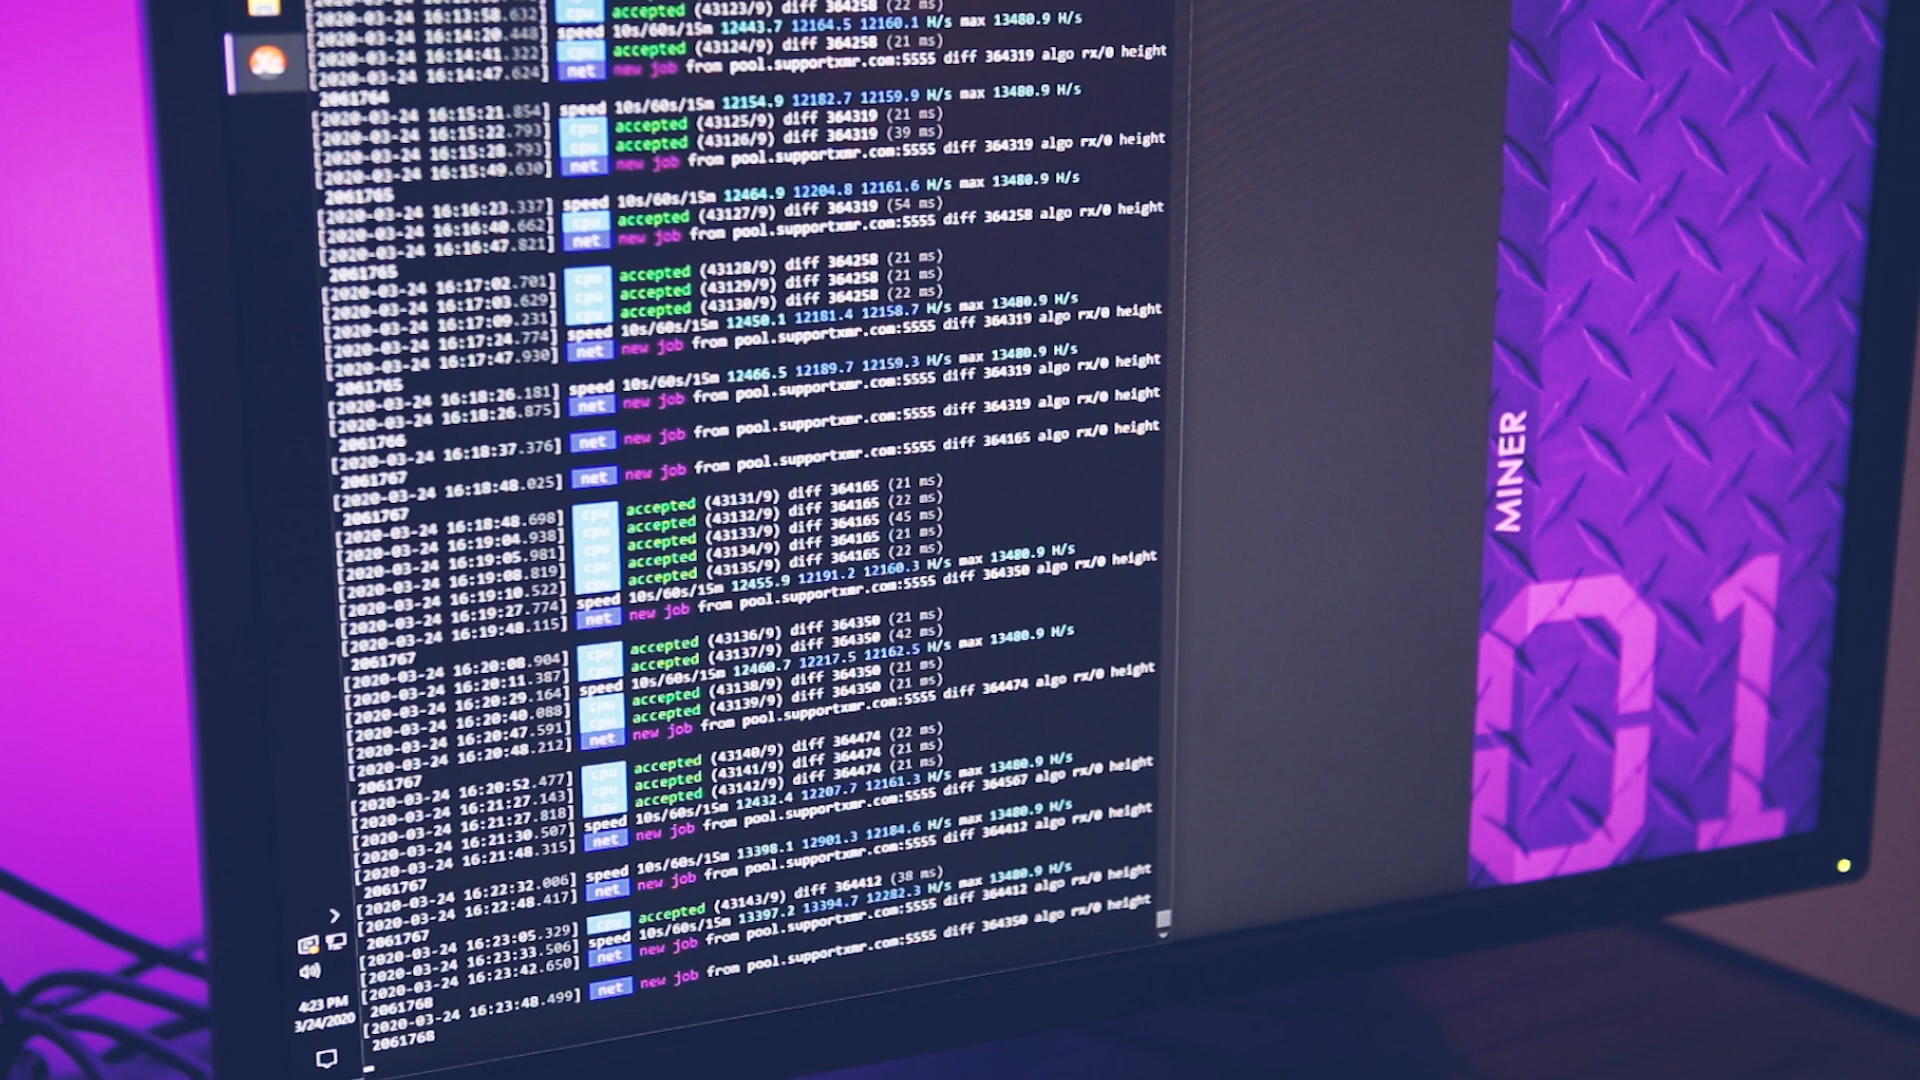 [2020-03-24 16:13:58.632] cpu accepted (43123/9) diff 364258 (22 ms)
[2020-03-24 16:14:20.448] speed 10s/60s/15m 12443.7 12164.5 12160.1 H/s max 13480.9 H/s
[2020-03-24 16:14:41.322] cpu accepted (43124/9) diff 364258 (21 ms)
[2020-03-24 16:14:47.624] net new job from pool.supportxmr.com:5555 diff 364319 algo rx/0 height
2061764
[2020-03-24 16:15:21.854] speed 10s/60s/15m 12154.9 12182.7 12159.9 H/s max 13480.9 H/s
[2020-03-24 16:15:22.793] cpu accepted (43125/9) diff 364319 (21 ms)
[2020-03-24 16:15:28.793] cpu accepted (43126/9) diff 364319 (39 ms)
[2020-03-24 16:15:49.630] net new job from pool.supportxmr.com:5555 diff 364319 algo rx/0 height
2061765
[2020-03-24 16:16:23.337] speed 10s/60s/15m 12464.9 12204.8 12161.6 H/s max 13480.9 H/s
[2020-03-24 16:16:40.662] cpu accepted (43127/9) diff 364319 (54 ms)
[2020-03-24 16:16:47.821] net new job from pool.supportxmr.com:5555 diff 364258 algo rx/0 height
2061765
[2020-03-24 16:17:02.701] cpu accepted (43128/9) diff 364258 (21 ms)
[2020-03-24 16:17:03.629] cpu accepted (43129/9) diff 364258 (21 ms)
[2020-03-24 16:17:09.231] cpu accepted (43130/9) diff 364258 (22 ms)
[2020-03-24 16:17:24.774] speed 10s/60s/15m 12450.1 12181.4 12158.7 H/s max 13480.9 H/s
[2020-03-24 16:17:47.930] net new job from pool.supportxmr.com:5555 diff 364319 algo rx/0 height
2061765
[2020-03-24 16:18:26.181] speed 10s/60s/15m 12466.5 12189.7 12159.3 H/s max 13480.9 H/s
[2020-03-24 16:18:26.875] net new job from pool.supportxmr.com:5555 diff 364319 algo rx/0 height
2061766
[2020-03-24 16:18:37.376] net new job from pool.supportxmr.com:5555 diff 364319 algo rx/0 height
2061767
[2020-03-24 16:18:48.025] net new job from pool.supportxmr.com:5555 diff 364165 algo rx/0 height
2061767
[2020-03-24 16:18:48.698] cpu accepted (43131/9) diff 364165 (21 ms)
[2020-03-24 16:19:04.938] cpu accepted (43132/9) diff 364165 (22 ms)
[2020-03-24 16:19:05.981] cpu accepted (43133/9) diff 364165 (45 ms)
[2020-03-24 16:19:08.819] cpu accepted (43134/9) diff 364165 (21 ms)
[2020-03-24 16:19:10.522] cpu accepted (43135/9) diff 364165 (22 ms)
[2020-03-24 16:19:27.774] speed 10s/60s/15m 12455.9 12191.2 12160.3 H/s max 13480.9 H/s
[2020-03-24 16:19:48.115] net new job from pool.supportxmr.com:5555 diff 364350 algo rx/0 height
2061767
[2020-03-24 16:20:08.904] cpu accepted (43136/9) diff 364350 (21 ms)
[2020-03-24 16:20:11.387] cpu accepted (43137/9) diff 364350 (42 ms)
[2020-03-24 16:20:29.164] speed 10s/60s/15m 12460.7 12217.5 12162.5 H/s max 13480.9 H/s
[2020-03-24 16:20:40.088] cpu accepted (43138/9) diff 364350 (21 ms)
[2020-03-24 16:20:47.591] cpu accepted (43139/9) diff 364350 (21 ms)
[2020-03-24 16:20:48.212] net new job from pool.supportxmr.com:5555 diff 364474 algo rx/0 height
2061767
[2020-03-24 16:20:52.477] cpu accepted (43140/9) diff 364474 (22 ms)
[2020-03-24 16:21:27.143] cpu accepted (43141/9) diff 364474 (21 ms)
[2020-03-24 16:21:27.818] cpu accepted (43142/9) diff 364474 (21 ms)
[2020-03-24 16:21:30.507] speed 10s/60s/15m 12432.4 12207.7 12161.3 H/s max 13480.9 H/s
[2020-03-24 16:21:48.315] net new job from pool.supportxmr.com:5555 diff 364567 algo rx/0 height
2061767
[2020-03-24 16:22:32.006] speed 10s/60s/15m 13398.1 12901.3 12184.6 H/s max 13480.9 H/s
[2020-03-24 16:22:48.417] net new job from pool.supportxmr.com:5555 diff 364412 algo rx/0 height
2061767
[2020-03-24 16:23:05.329] cpu accepted (43143/9) diff 364412 (38 ms)
[2020-03-24 16:23:33.506] speed 10s/60s/15m 13397.2 13394.7 12282.3 H/s max 13480.9 H/s
[2020-03-24 16:23:42.650] net new job from pool.supportxmr.com:5555 diff 364412 algo rx/0 height
2061768
[2020-03-24 16:23:48.499] net new job from pool.supportxmr.com:5555 diff 364350 algo rx/0 height
2061768
4:23 PM
3/24/2020
MINER
01